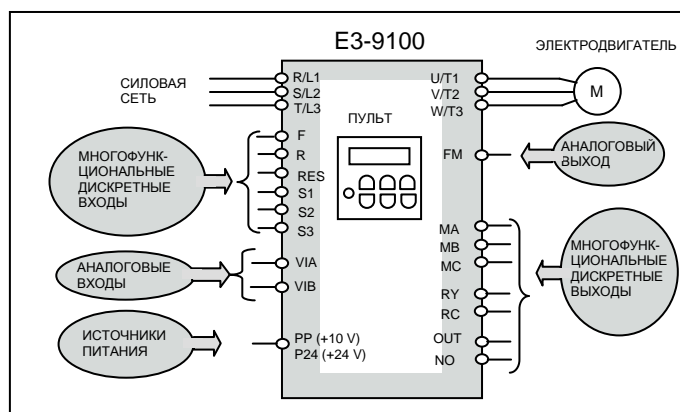 E3-9100
ЭЛЕКТРОДВИГАТЕЛЬ
СИЛОВАЯ
СЕТЬ
R/L1
S/L2
T/L3
U/T1
V/T2
W/T3
M
ПУЛЬТ
МНОГОФУНК-
ЦИОНАЛЬНЫЕ
ДИСКРЕТНЫЕ
ВХОДЫ
F
R
RES
S1
S2
S3
FM
АНАЛОГОВЫЙ
ВЫХОД
АНАЛОГОВЫЕ
ВХОДЫ
VIA
VIB
MA
MB
MC
RY
RC
OUT
NO
МНОГОФУНК-
ЦИОНАЛЬНЫЕ
ДИСКРЕТНЫЕ
ВЫХОДЫ
ИСТОЧНИКИ
ПИТАНИЯ
PP (+10 V)
P24 (+24 V)